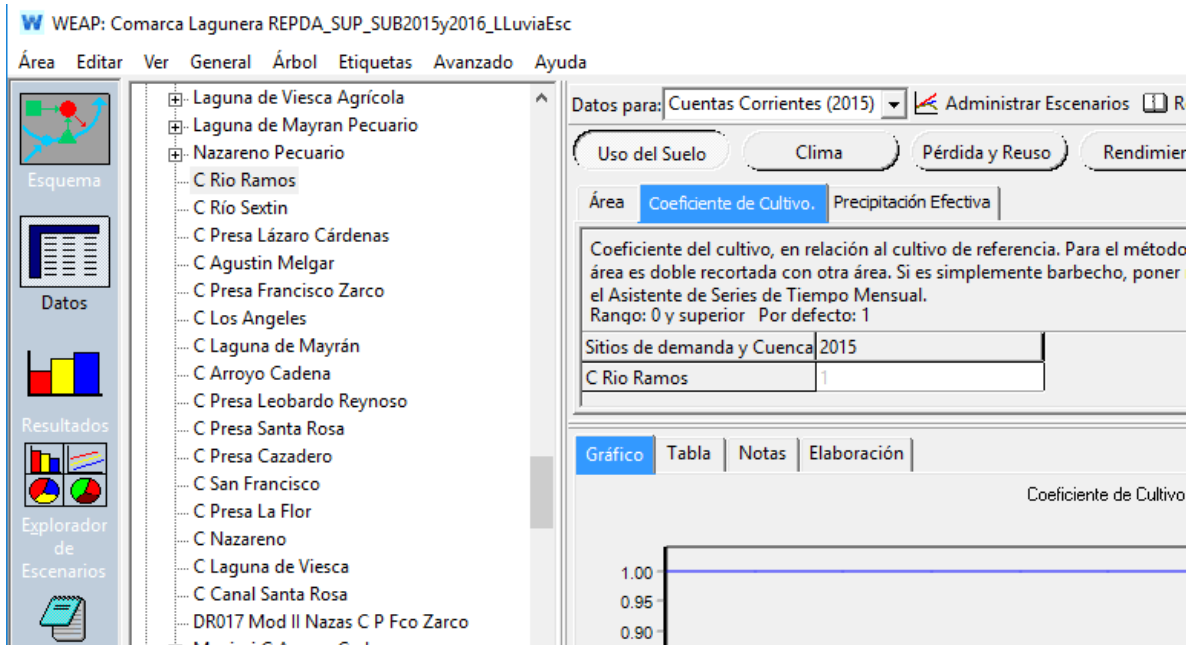 WEAP: Comarca Lagunera REPDA_SUP_SUB2015y2016_LLuviaEsc
Área Editar Ver General Árbol Etiquetas Avanzado Ayuda
Esquema
Datos
Resultados
Explorador
de
Escenarios
Laguna de Viesca Agrícola
Laguna de Mayran Pecuario
Nazareno Pecuario
C Rio Ramos
C Río Sextin
C Presa Lázaro Cárdenas
C Agustin Melgar
C Presa Francisco Zarco
C Los Angeles
C Laguna de Mayrán
C Arroyo Cadena
C Presa Leobardo Reynoso
C Presa Santa Rosa
C Presa Cazadero
C San Francisco
C Presa La Flor
C Nazareno
C Laguna de Viesca
C Canal Santa Rosa
DR017 Mod II Nazas C P Fco Zarco
Datos para: Cuentas Corrientes (2015) Administrar Escenarios R
Uso del Suelo Clima Pérdida y Reuso Rendimien
Área Coeficiente de Cultivo. Precipitación Efectiva
Coeficiente del cultivo, en relación al cultivo de referencia. Para el método
área es doble recortada con otra área. Si es simplemente barbecho, poner
el Asistente de Series de Tiempo Mensual.
Rango: 0 y superior Por defecto: 1
Sitios de demanda y Cuenca 2015
C Rio Ramos 1
Gráfico Tabla Notas Elaboración
Coeficiente de Cultivo
1.00
0.95
0.90